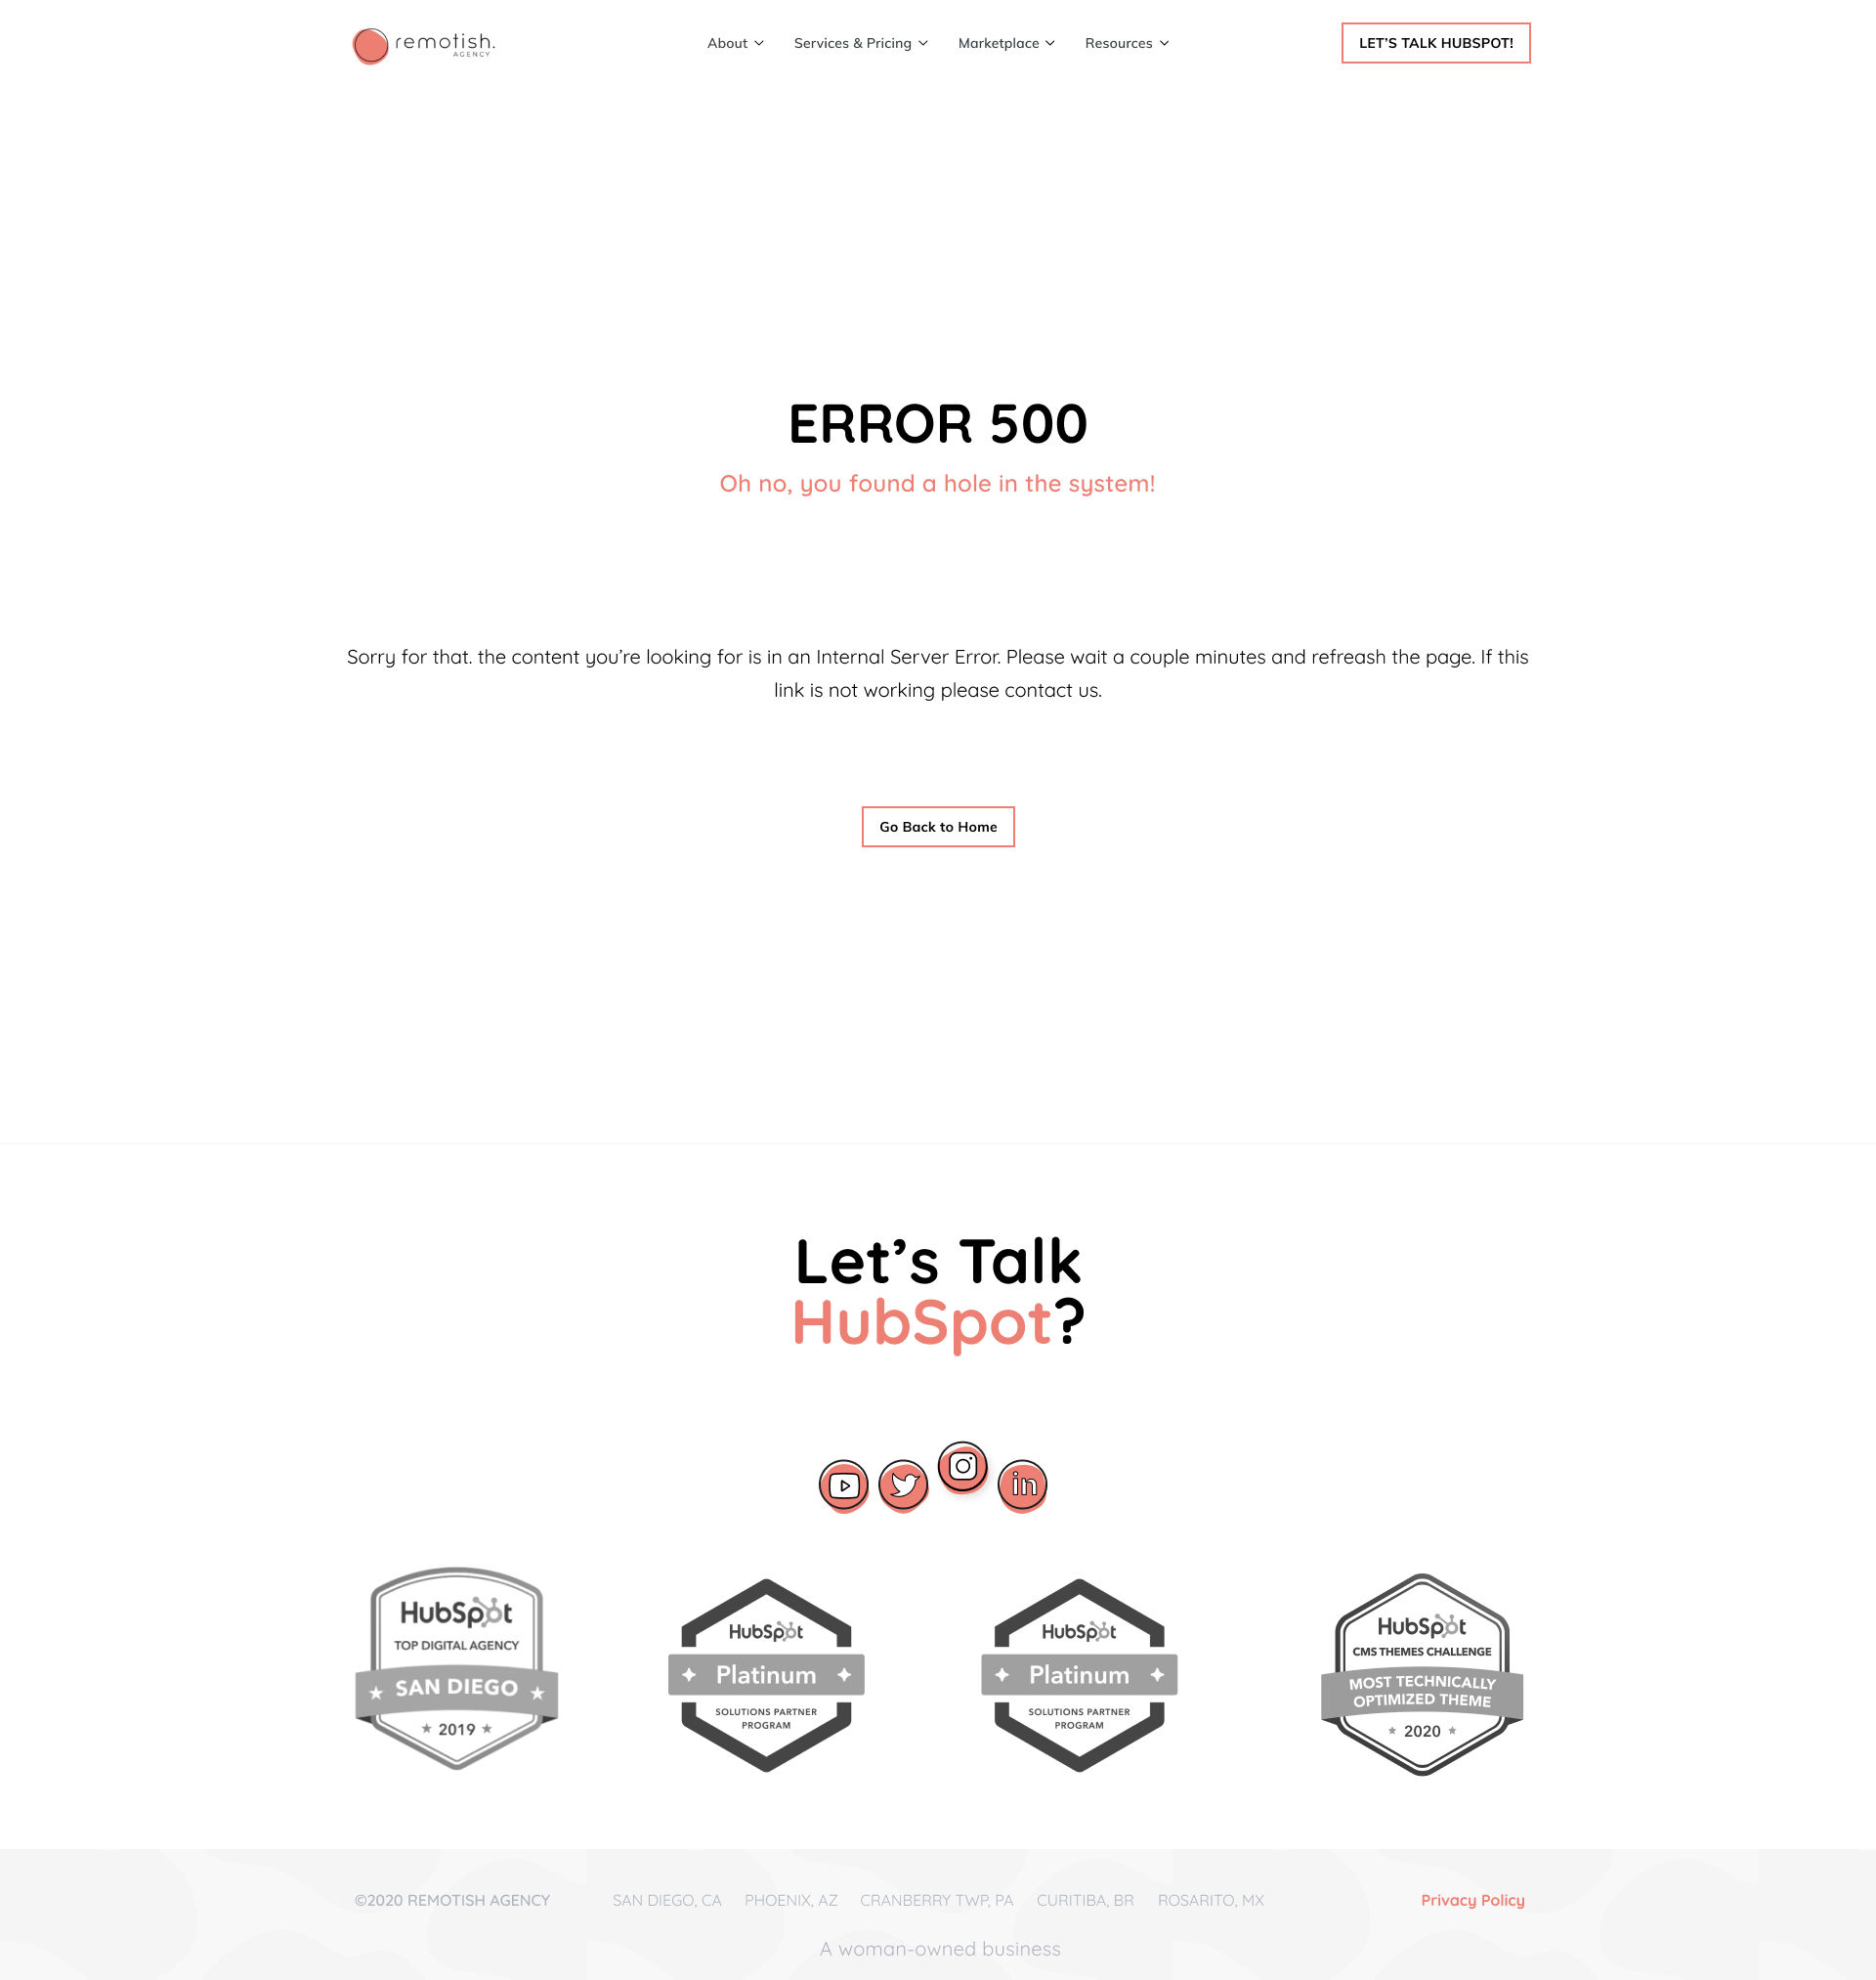 remotish.
AGENCY
About
Services & Pricing
Marketplace
Resources
LET'S TALK HUBSPOT!
ERROR 500
Oh no, you found a hole in the system!
Sorry for that. the content you're looking for is in an Internal Server Error. Please wait a couple minutes and refreash the page. If this
link is not working please contact us.
Go Back to Home
Let's Talk
HubSpot?
in
HubSpot
TOP DIGITAL AGENCY
SAN DIEGO
2019
HubSpot
Platinum
SOLUTIONS PARTNER
PROGRAM
HubSpot
Platinum
SOLUTIONS PARTNER
PROGRAM
HubSpot
CMS THEMES CHALLENGE
MOST TECHNICALLY
OPTIMIZED THEME
2020
©2020 REMOTISH AGENCY
SAN DIEGO, CA
PHOENIX, AZ
CRANBERRY TWP, PA
CURITIBA, BR
ROSARITO, MX
Privacy Policy
A woman-owned business